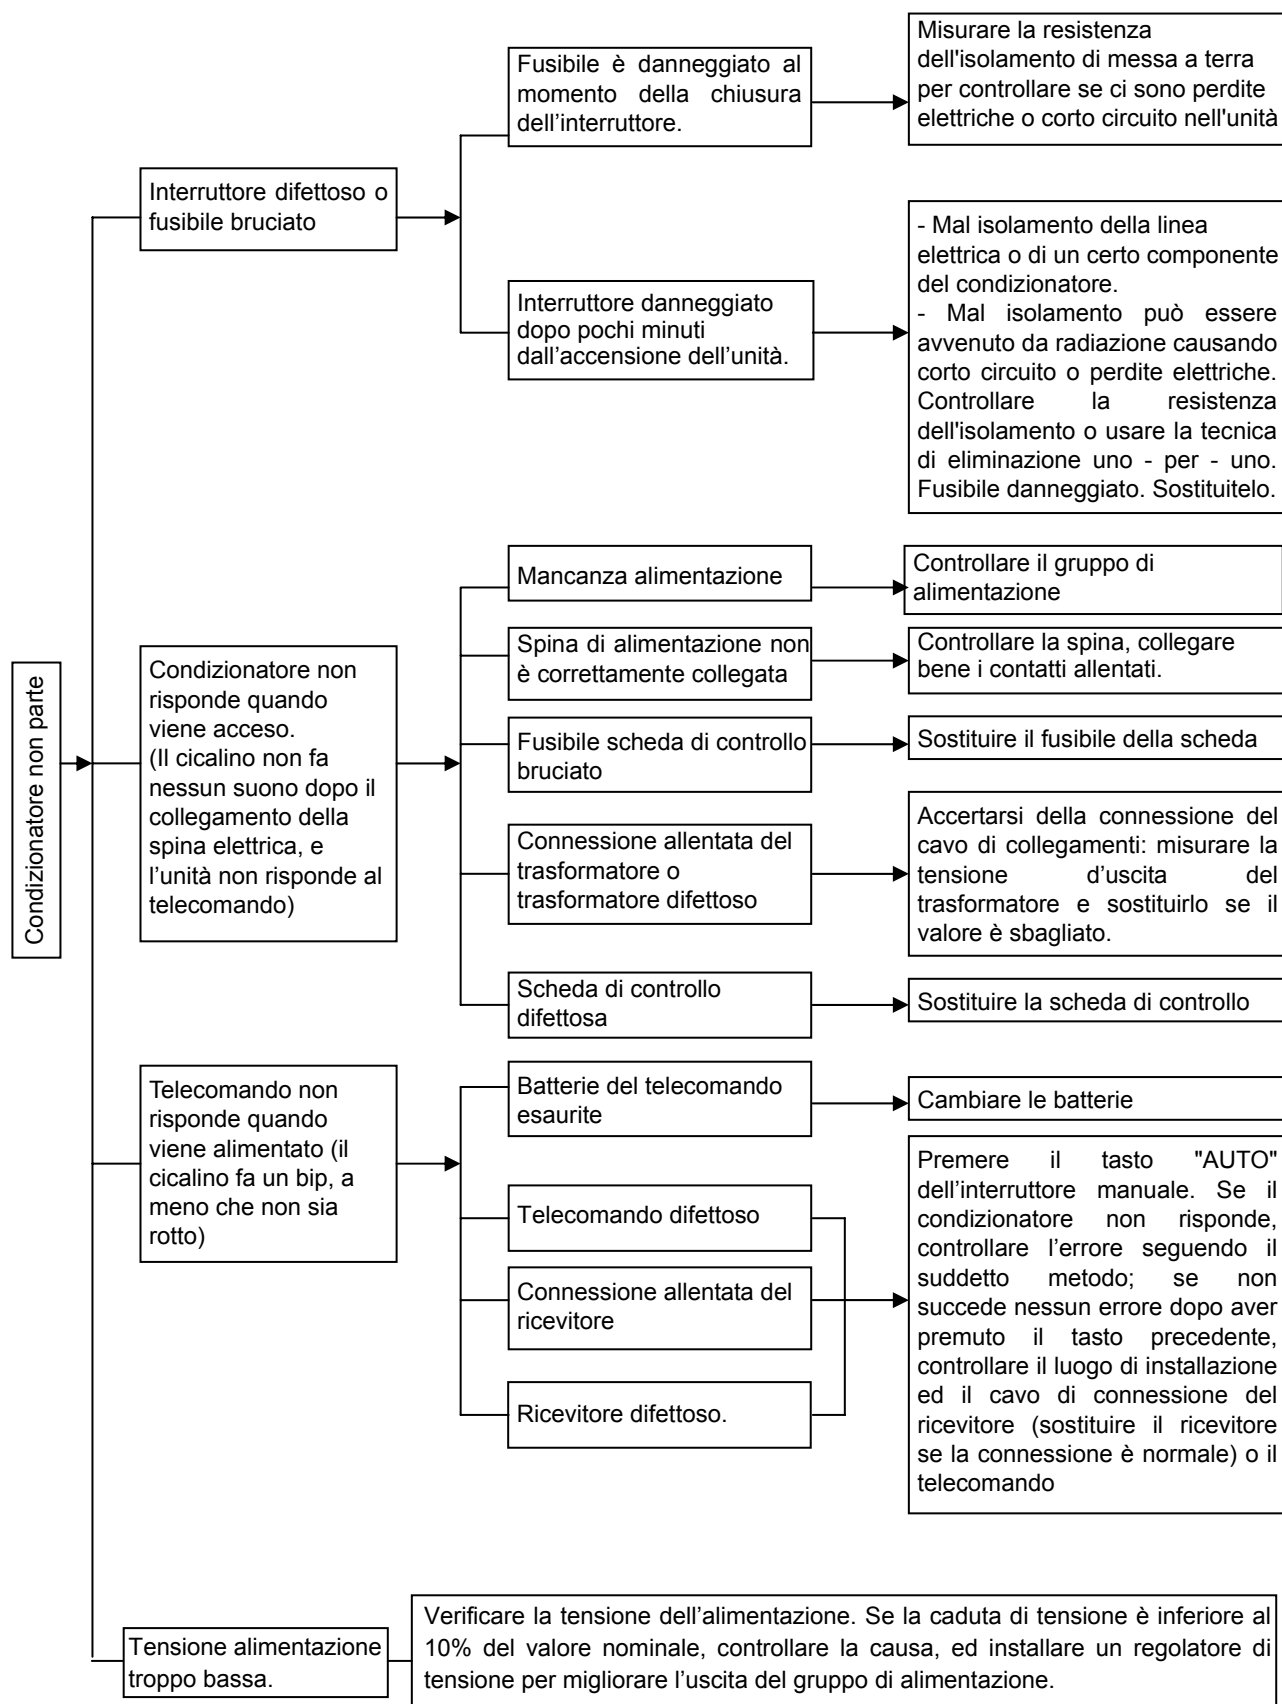 Condizionatore non parte
Interruttore difettoso o
fusibile bruciato
Fusibile è danneggiato al
momento della chiusura
dell’interruttore.
Misurare la resistenza
dell'isolamento di messa a terra
per controllare se ci sono perdite
elettriche o corto circuito nell'unità
Interruttore danneggiato
dopo pochi minuti
dall’accensione dell’unità.
- Mal isolamento della linea
elettrica o di un certo componente
del condizionatore.
- Mal isolamento può essere
avvenuto da radiazione causando
corto circuito o perdite elettriche.
Controllare la resistenza
dell'isolamento o usare la tecnica
di eliminazione uno - per - uno.
Fusibile danneggiato. Sostituitelo.
Condizionatore non
risponde quando
viene acceso.
(Il cicalino non fa
nessun suono dopo il
collegamento della
spina elettrica, e
l’unità non risponde al
telecomando)
Mancanza alimentazione
Controllare il gruppo di
alimentazione
Spina di alimentazione non
è correttamente collegata
Controllare la spina, collegare
bene i contatti allentati.
Fusibile scheda di controllo
bruciato
Sostituire il fusibile della scheda
Connessione allentata del
trasformatore o
trasformatore difettoso
Accertarsi della connessione del
cavo di collegamenti: misurare la
tensione d’uscita del
trasformatore e sostituirlo se il
valore è sbagliato.
Scheda di controllo
difettosa
Sostituire la scheda di controllo
Telecomando non
risponde quando
viene alimentato (il
cicalino fa un bip, a
meno che non sia
rotto)
Batterie del telecomando
esaurite
Cambiare le batterie
Telecomando difettoso
Connessione allentata del
ricevitore
Ricevitore difettoso.
Premere il tasto "AUTO"
dell’interruttore manuale. Se il
condizionatore non risponde,
controllare l’errore seguendo il
suddetto metodo; se non
succede nessun errore dopo aver
premuto il tasto precedente,
controllare il luogo di installazione
ed il cavo di connessione del
ricevitore (sostituire il ricevitore
se la connessione è normale) o il
telecomando
Tensione alimentazione
troppo bassa.
Verificare la tensione dell’alimentazione. Se la caduta di tensione è inferiore al
10% del valore nominale, controllare la causa, ed installare un regolatore di
tensione per migliorare l’uscita del gruppo di alimentazione.